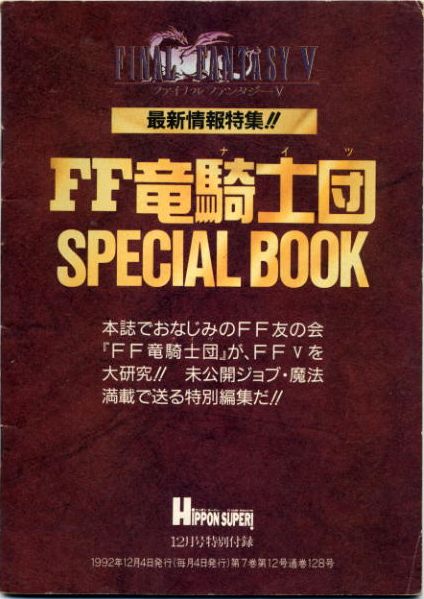 FINAL FANTASY V
ファイナルファンタジーV
最新情報特集!!
ナイツ
FF竜騎士団
SPECIAL BOOK
本誌でおなじみのFF友の会
『FF竜騎士団』が、FFVを
大研究!! 未公開ジョブ・魔法
満載で送る特別編集だ!!
HIPPON SUPER!
12月号特別付録
1992年12月4日発行(毎月4日発行)第7巻第12号通巻128号